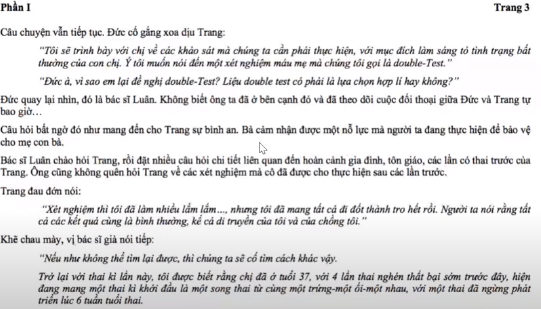 Phần I Trang 3
Câu chuyện vẫn tiếp tục. Đức cố gắng xoa dịu Trang:
"Tôi sẽ trình bày với chị về các khảo sát mà chúng ta cần phải thực hiện, với mục đích làm sáng tỏ tình trạng bất
thường của con chị. Ý tôi muốn nói đến một xét nghiệm máu mẹ mà chúng tôi gọi là double-Test."
"Đức à, vì sao em lại đề nghị double-Test? Liệu double test có phải là lựa chọn hợp lí hay không?"
Đức quay lại nhìn, đó là bác sĩ Luân. Không biết ông ta đã ở bên cạnh đó và đã theo dõi cuộc đối thoại giữa Đức và Trang tự
bao giờ…
Câu hỏi bất ngờ đó như mang đến cho Trang sự bình an. Bà cảm nhận được một nỗ lực mà người ta đang thực hiện để bảo vệ
cho mẹ con bà.
Bác sĩ Luân chào hỏi Trang, rồi đặt nhiều câu hỏi chi tiết liên quan đến hoàn cảnh gia đình, tôn giáo, các lần có thai trước của
Trang. Ông cũng không quên hỏi Trang về các xét nghiệm mà cô đã được cho thực hiện sau các lần trước.
Trang đau đớn nói:
"Xét nghiệm thì tôi đã làm nhiều lắm lắm..., nhưng tôi đã mang tất cả đi đốt thành tro hết rồi. Người ta nói rằng tất
cả các kết quả cũng là bình thường, kể cả di truyền của tôi và của chồng tôi."
Khẽ chau mày, vị bác sĩ già nói tiếp:
"Nếu như không thể tìm lại được, thì chúng ta sẽ cố tìm cách khác vậy.
Trở lại với thai kì lần này, tôi được biết rằng chị đã ở tuổi 37, với 4 lần thai nghén thất bại sớm trước đây, hiện
đang mang một thai kì khởi đầu là một song thai từ cùng một trứng-một ối-một nhau, với một thai đã ngừng phát
triển lúc 6 tuần tuổi thai.